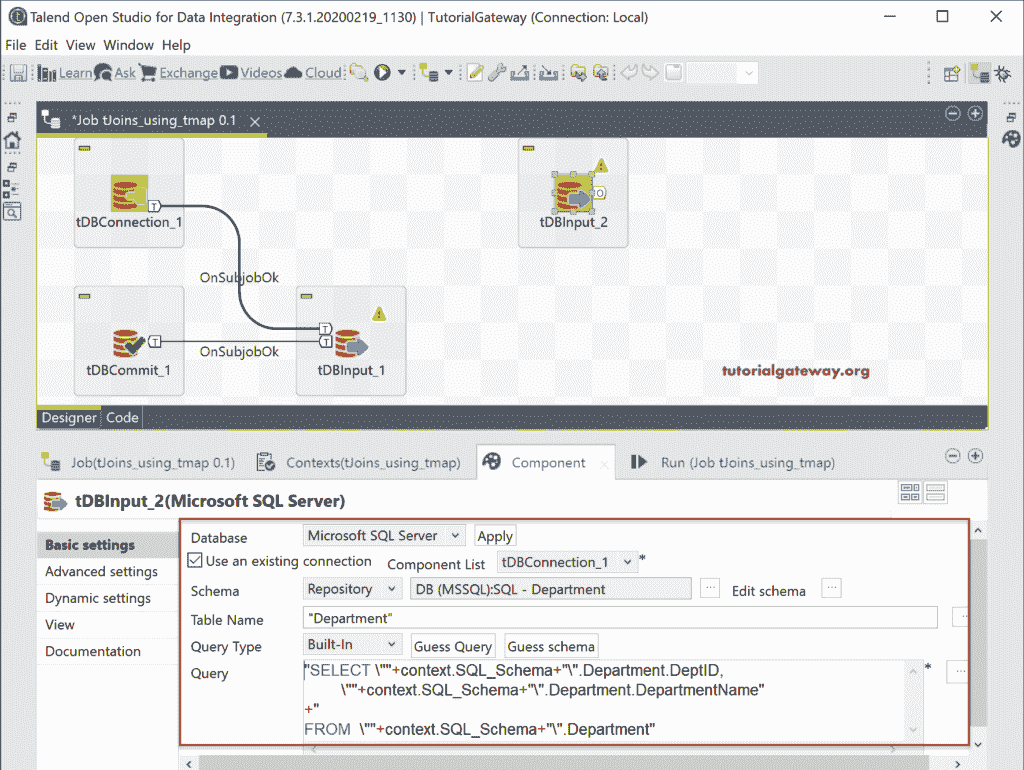 Talend Open Studio for Data Integration (7.3.1.20200219_1130) | TutorialGateway (Connection: Local)
File Edit View Window Help
Learn Ask Exchange Videos Cloud
*Job tJoins_using_tmap 0.1
T
tDBConnection_1
O
tDBInput_2
OnSubjobOk
T
T
T
OnSubjobOk
tDBCommit_1
tDBInput_1
tutorialgateway.org
Designer Code
Job(tJoins_using_tmap 0.1) Contexts(tJoins_using_tmap) Component Run (Job tJoins_using_tmap)
tDBInput_2(Microsoft SQL Server)
Basic settings
Advanced settings
Dynamic settings
View
Documentation
Database Microsoft SQL Server Apply
Use an existing connection Component List tDBConnection_1 *
Schema Repository DB (MSSQL):SQL - Department ... Edit schema ...
Table Name "Department" ...
Query Type Built-In Guess Query Guess schema
Query "SELECT \""+context.SQL_Schema+"\".Department.DeptID, * ...
\""+context.SQL_Schema+"\".Department.DepartmentName"
+"
FROM \""+context.SQL_Schema+"\".Department"